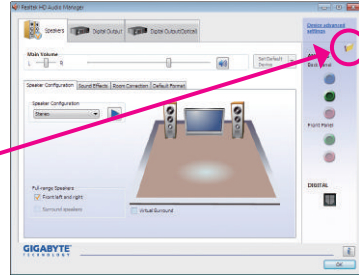 Realtek HD Audio Manager
Speakers
Digital Output
Digital Output(Optical)
Device advanced
settings
Main Volume
L
R
Set Default
Device
Back Panel
Speaker Configuration
Sound Effects
Room Correction
Default Format
Speaker Configuration
Stereo
Front Panel
Full-range Speakers
Front left and right
Surround speakers
Virtual Surround
DIGITAL
GIGABYTE
TECHNOLOGY
OK